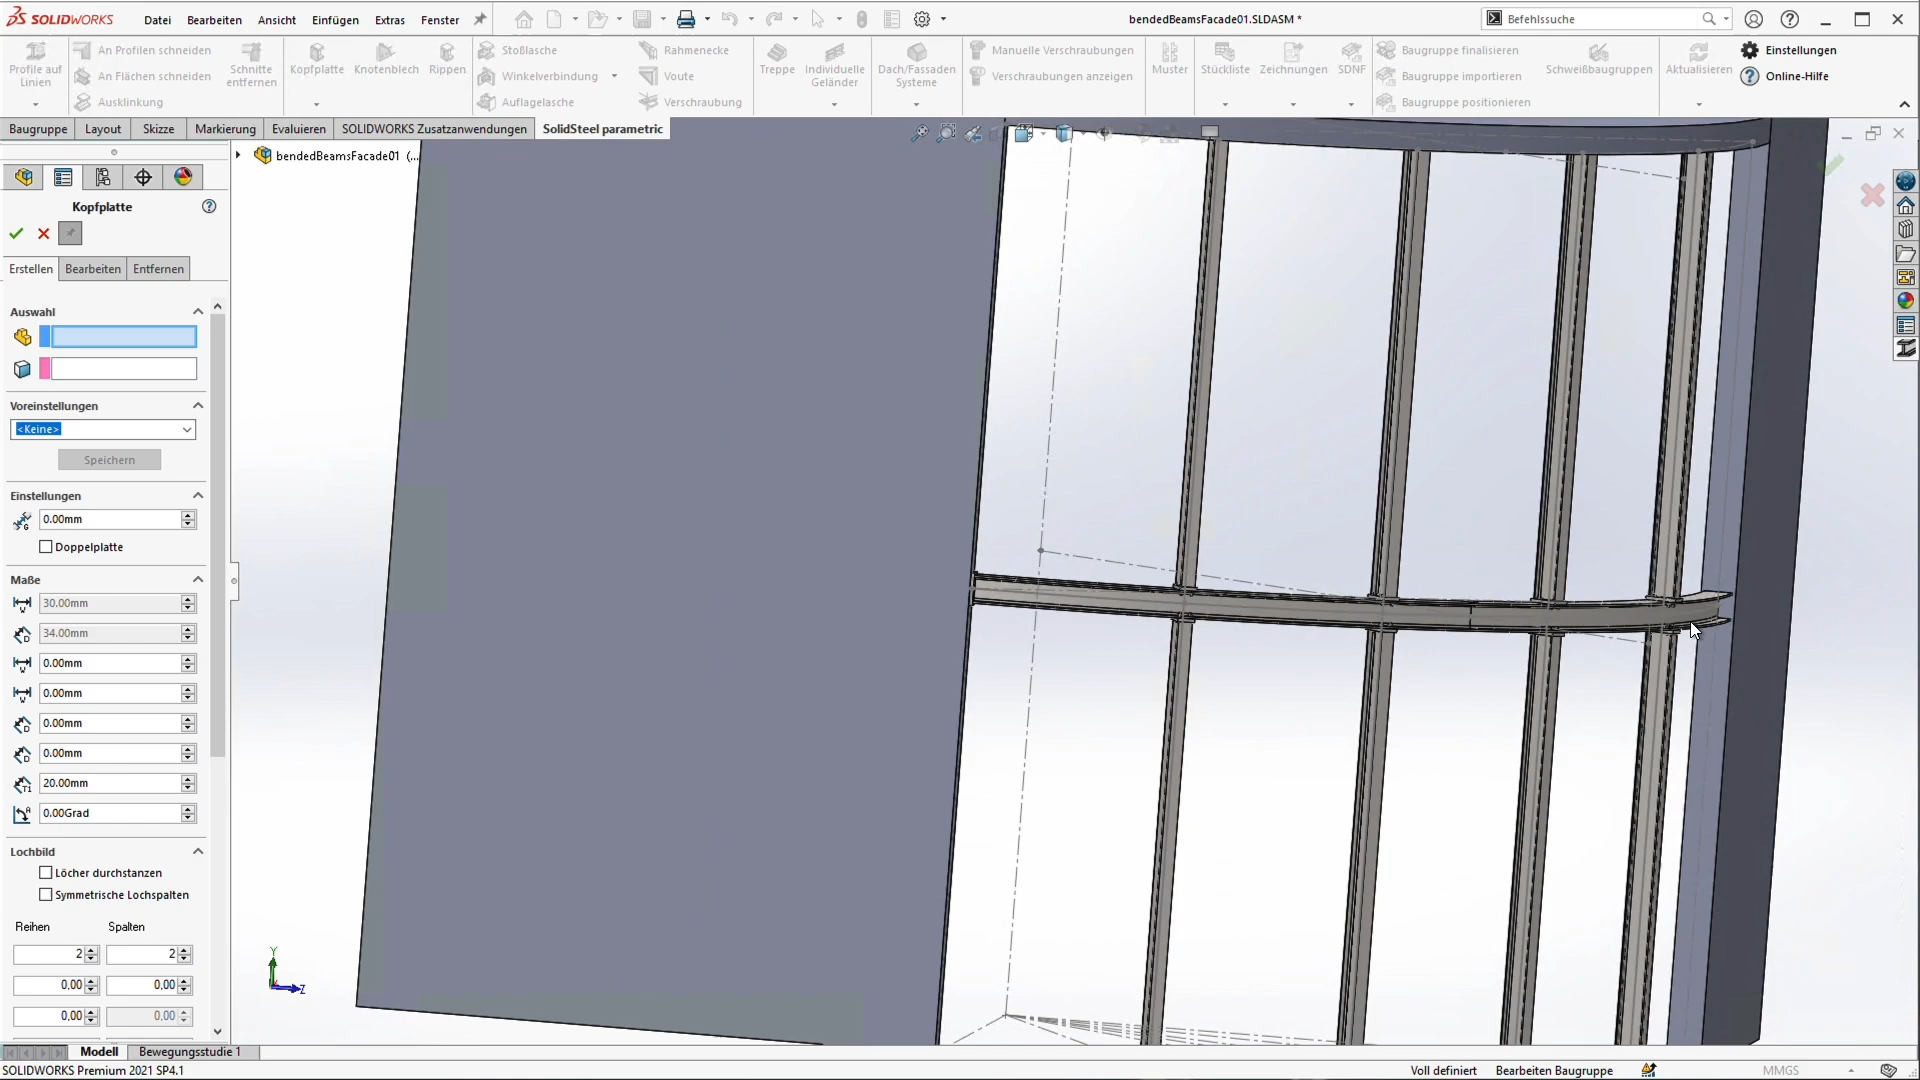 SOLIDWORKS
Datei
Bearbeiten
Ansicht
Einfügen
Extras
Fenster
bendedBeamsFacade01.SLDASM *
Befehlssuche
Profile auf
Linien
An Profilen schneiden
An Flächen schneiden
Ausklinkung
Schnitte
entfernen
Kopfplatte
Knotenblech
Rippen
Stoßlasche
Winkelverbindung
Auflagelasche
Rahmenecke
Voute
Verschraubung
Treppe
Individuelle
Geländer
Dach/Fassaden
Systeme
Manuelle Verschraubungen
Verschraubungen anzeigen
Muster
Stückliste
Zeichnungen
SDNF
Baugruppe finalisieren
Baugruppe importieren
Baugruppe positionieren
Schweißbaugruppen
Aktualisieren
Einstellungen
Online-Hilfe
Baugruppe
Layout
Skizze
Markierung
Evaluieren
SOLIDWORKS Zusatzanwendungen
SolidSteel parametric
bendedBeamsFacade01 (...
Kopfplatte
Erstellen
Bearbeiten
Entfernen
Auswahl
Voreinstellungen
<Keine>
Speichern
Einstellungen
0.00mm
Doppelplatte
Maße
30.00mm
34.00mm
0.00mm
0.00mm
0.00mm
0.00mm
20.00mm
0.00Grad
Lochbild
Löcher durchstanzen
Symmetrische Lochspalten
Reihen Spalten
2 2
0,00 0,00
0,00 0,00
Y
Z
Modell
Bewegungsstudie 1
SOLIDWORKS Premium 2021 SP4.1
Voll definiert
Bearbeiten Baugruppe
MMGS